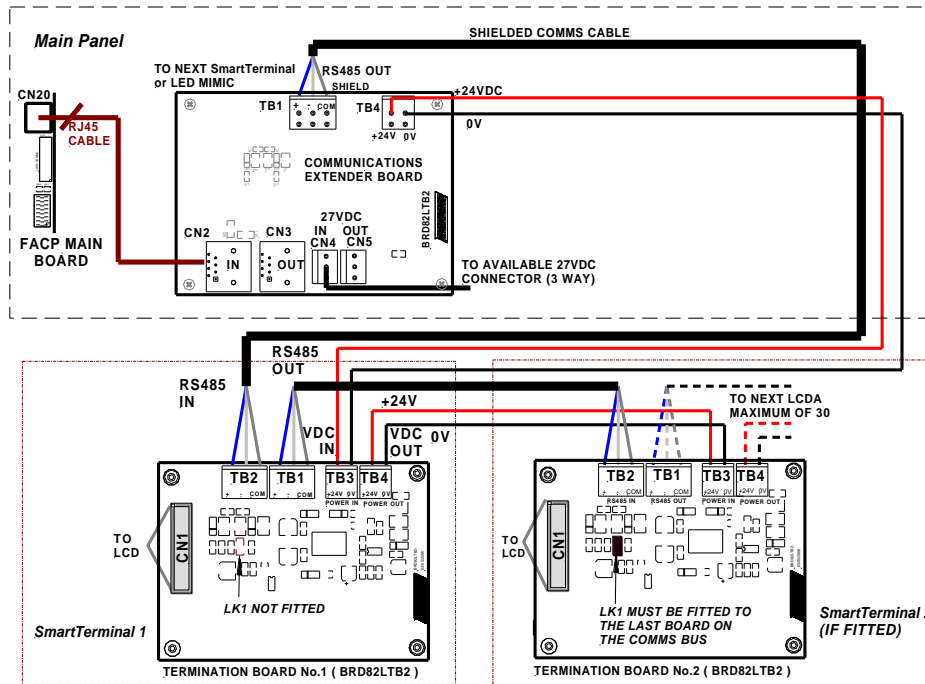 Main Panel
SHIELDED COMMS CABLE
TO NEXT SmartTerminal
or LED MIMIC
RS485 OUT
SHIELD
+24VDC
0V
CN20
RJ45
CABLE
FACP MAIN
BOARD
TB1
+ - COM
TB4
+24V 0V
COMMUNICATIONS
EXTENDER BOARD
BRD82LTB2
27VDC
IN OUT
CN2
IN
CN3
OUT
CN4 CN5
TO AVAILABLE 27VDC
CONNECTOR (3 WAY)
RS485
IN
RS485
OUT
+24V
VDC
IN
VDC
OUT
0V
TO NEXT LCDA
MAXIMUM OF 30
TB2
+ - COM
TB1
+ - COM
TB3
+24V 0V
POWER IN
TB4
+24V 0V
POWER OUT
TO
LCD
CN1
LK1 NOT FITTED
SmartTerminal 1
TERMINATION BOARD No.1 ( BRD82LTB2 )
TB2
+ - COM
RS485 IN
TB1
+ - COM
RS485 OUT
TB3
+24V 0V
POWER IN
TB4
+24V 0V
POWER OUT
TO
LCD
CN1
LK1 MUST BE FITTED TO
THE LAST BOARD ON
THE COMMS BUS
SmartTerminal
(IF FITTED)
TERMINATION BOARD No.2 ( BRD82LTB2 )